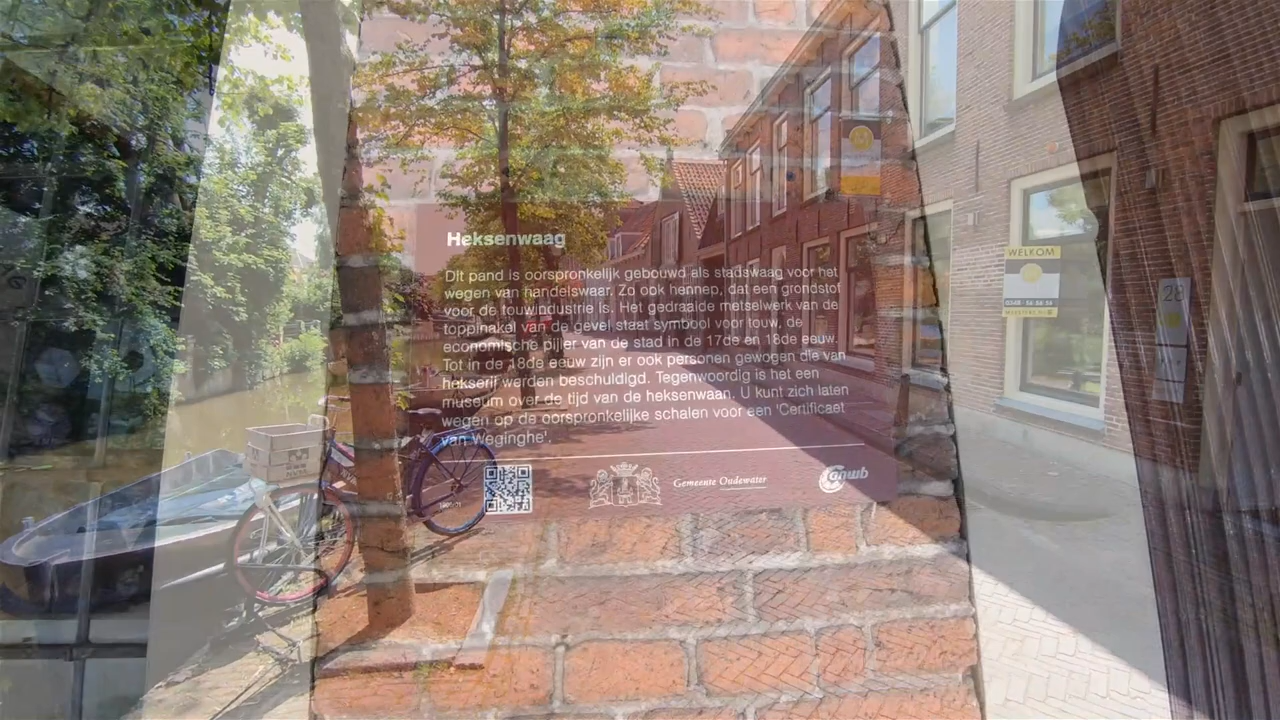 Heksenwaag
Dit pand is oorspronkelijk gebouwd als stadswaag voor het
wegen van handelswaar. Zo ook hennep, dat een grondstof
voor de touwindustrie is. Het gedraaide metselwerk van de
toppinakel van de gevel staat symbool voor touw, de
economische pijler van de stad in de 17de en 18de eeuw.
Tot in de 18de eeuw zijn er ook personen gewogen die van
hekserij werden beschuldigd. Tegenwoordig is het een
museum over de tijd van de heksenwaan. U kunt zich laten
wegen op de oorspronkelijke schalen voor een 'Certificaet
van Weginghe'.
Gemeente Oudewater
anwb
WELKOM
0348 - 56 56 56
28